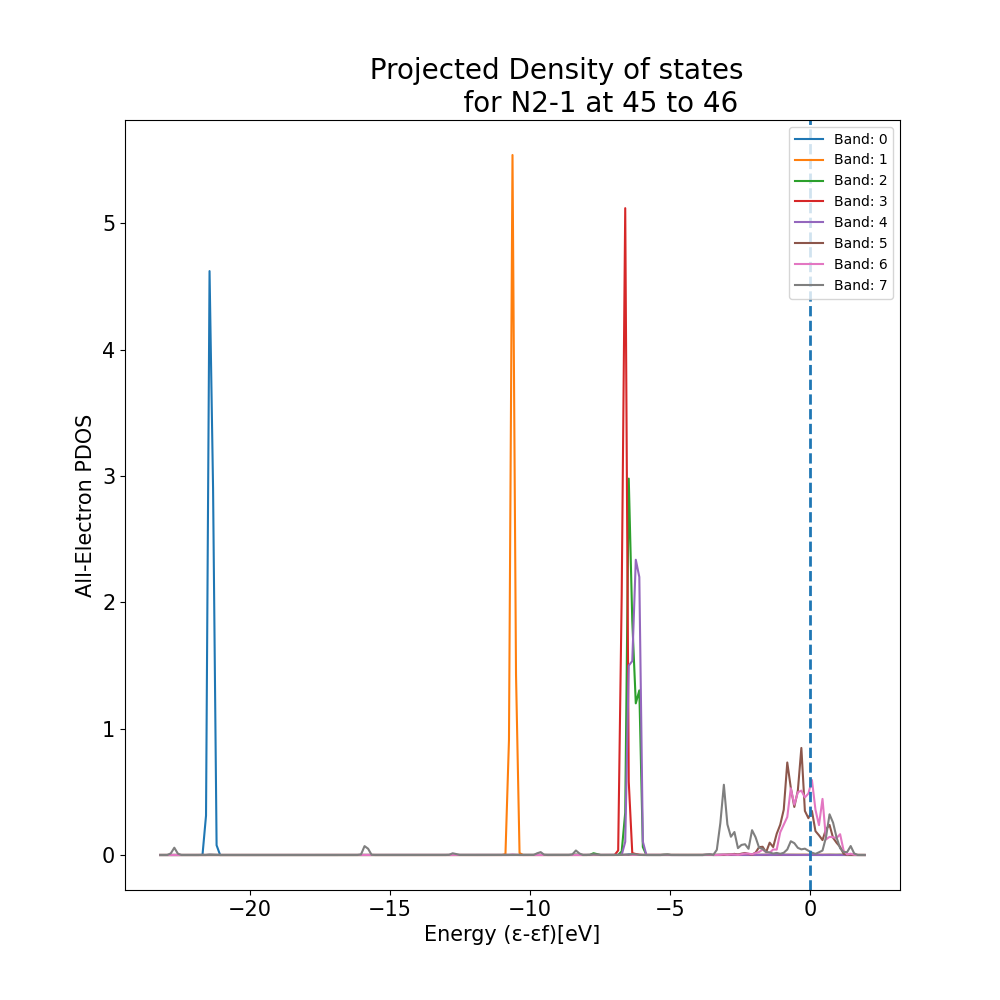 Projected Density of states
for N2-1 at 45 to 46
Band: 0
Band: 1
Band: 2
Band: 3
Band: 4
Band: 5
Band: 6
Band: 7
All-Electron PDOS
5
4
3
2
1
0
−20
−15
−10
−5
0
Energy (ε-εf)[eV]